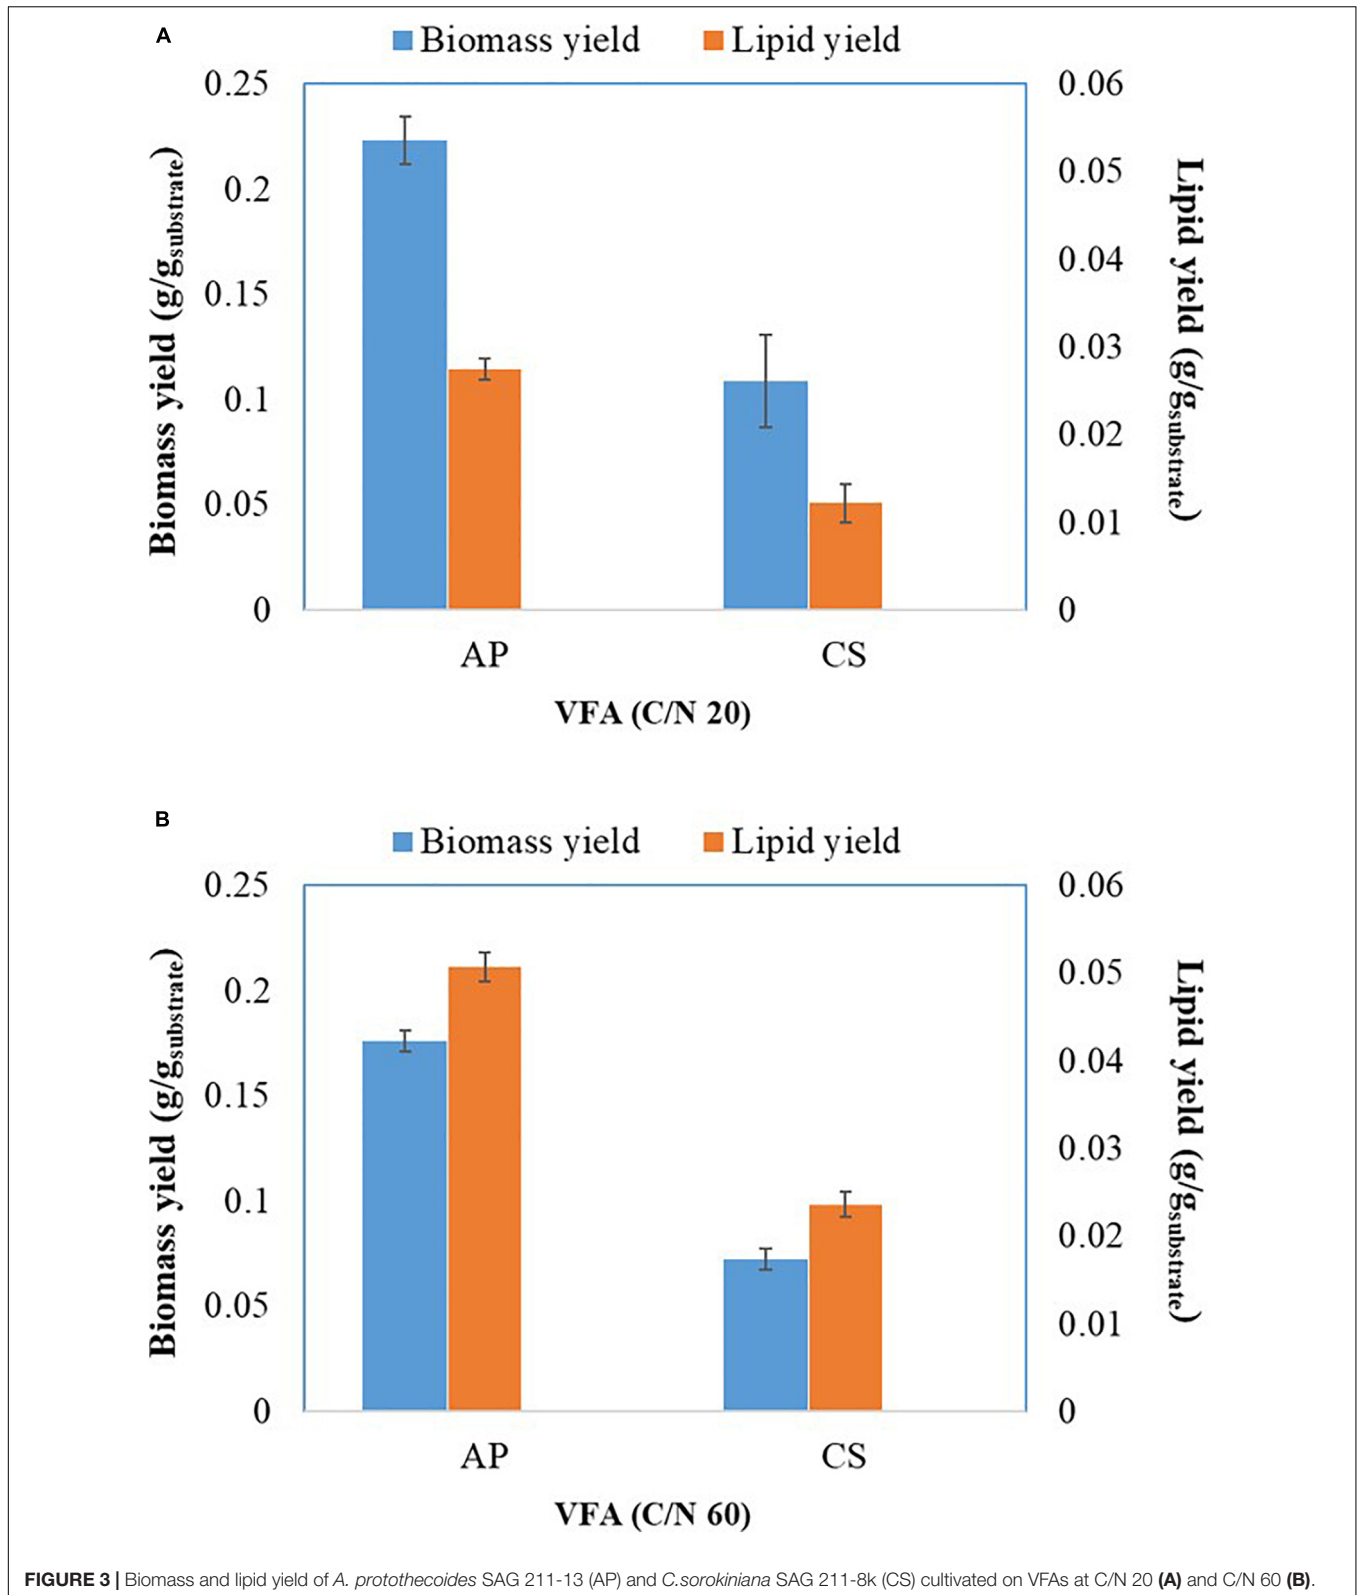 A
Biomass yield Lipid yield
0.25
0.2
0.15
0.1
0.05
0
Biomass yield (g/gsubstrate)
0.06
0.05
0.04
0.03
0.02
0.01
0
Lipid yield (g/gsubstrate)
AP CS
VFA (C/N 20)
B
Biomass yield Lipid yield
0.25
0.2
0.15
0.1
0.05
0
Biomass yield (g/gsubstrate)
0.06
0.05
0.04
0.03
0.02
0.01
0
Lipid yield (g/gsubstrate)
AP CS
VFA (C/N 60)
FIGURE 3 | Biomass and lipid yield of A. protothecoides SAG 211-13 (AP) and C.sorokiniana SAG 211-8k (CS) cultivated on VFAs at C/N 20 (A) and C/N 60 (B).